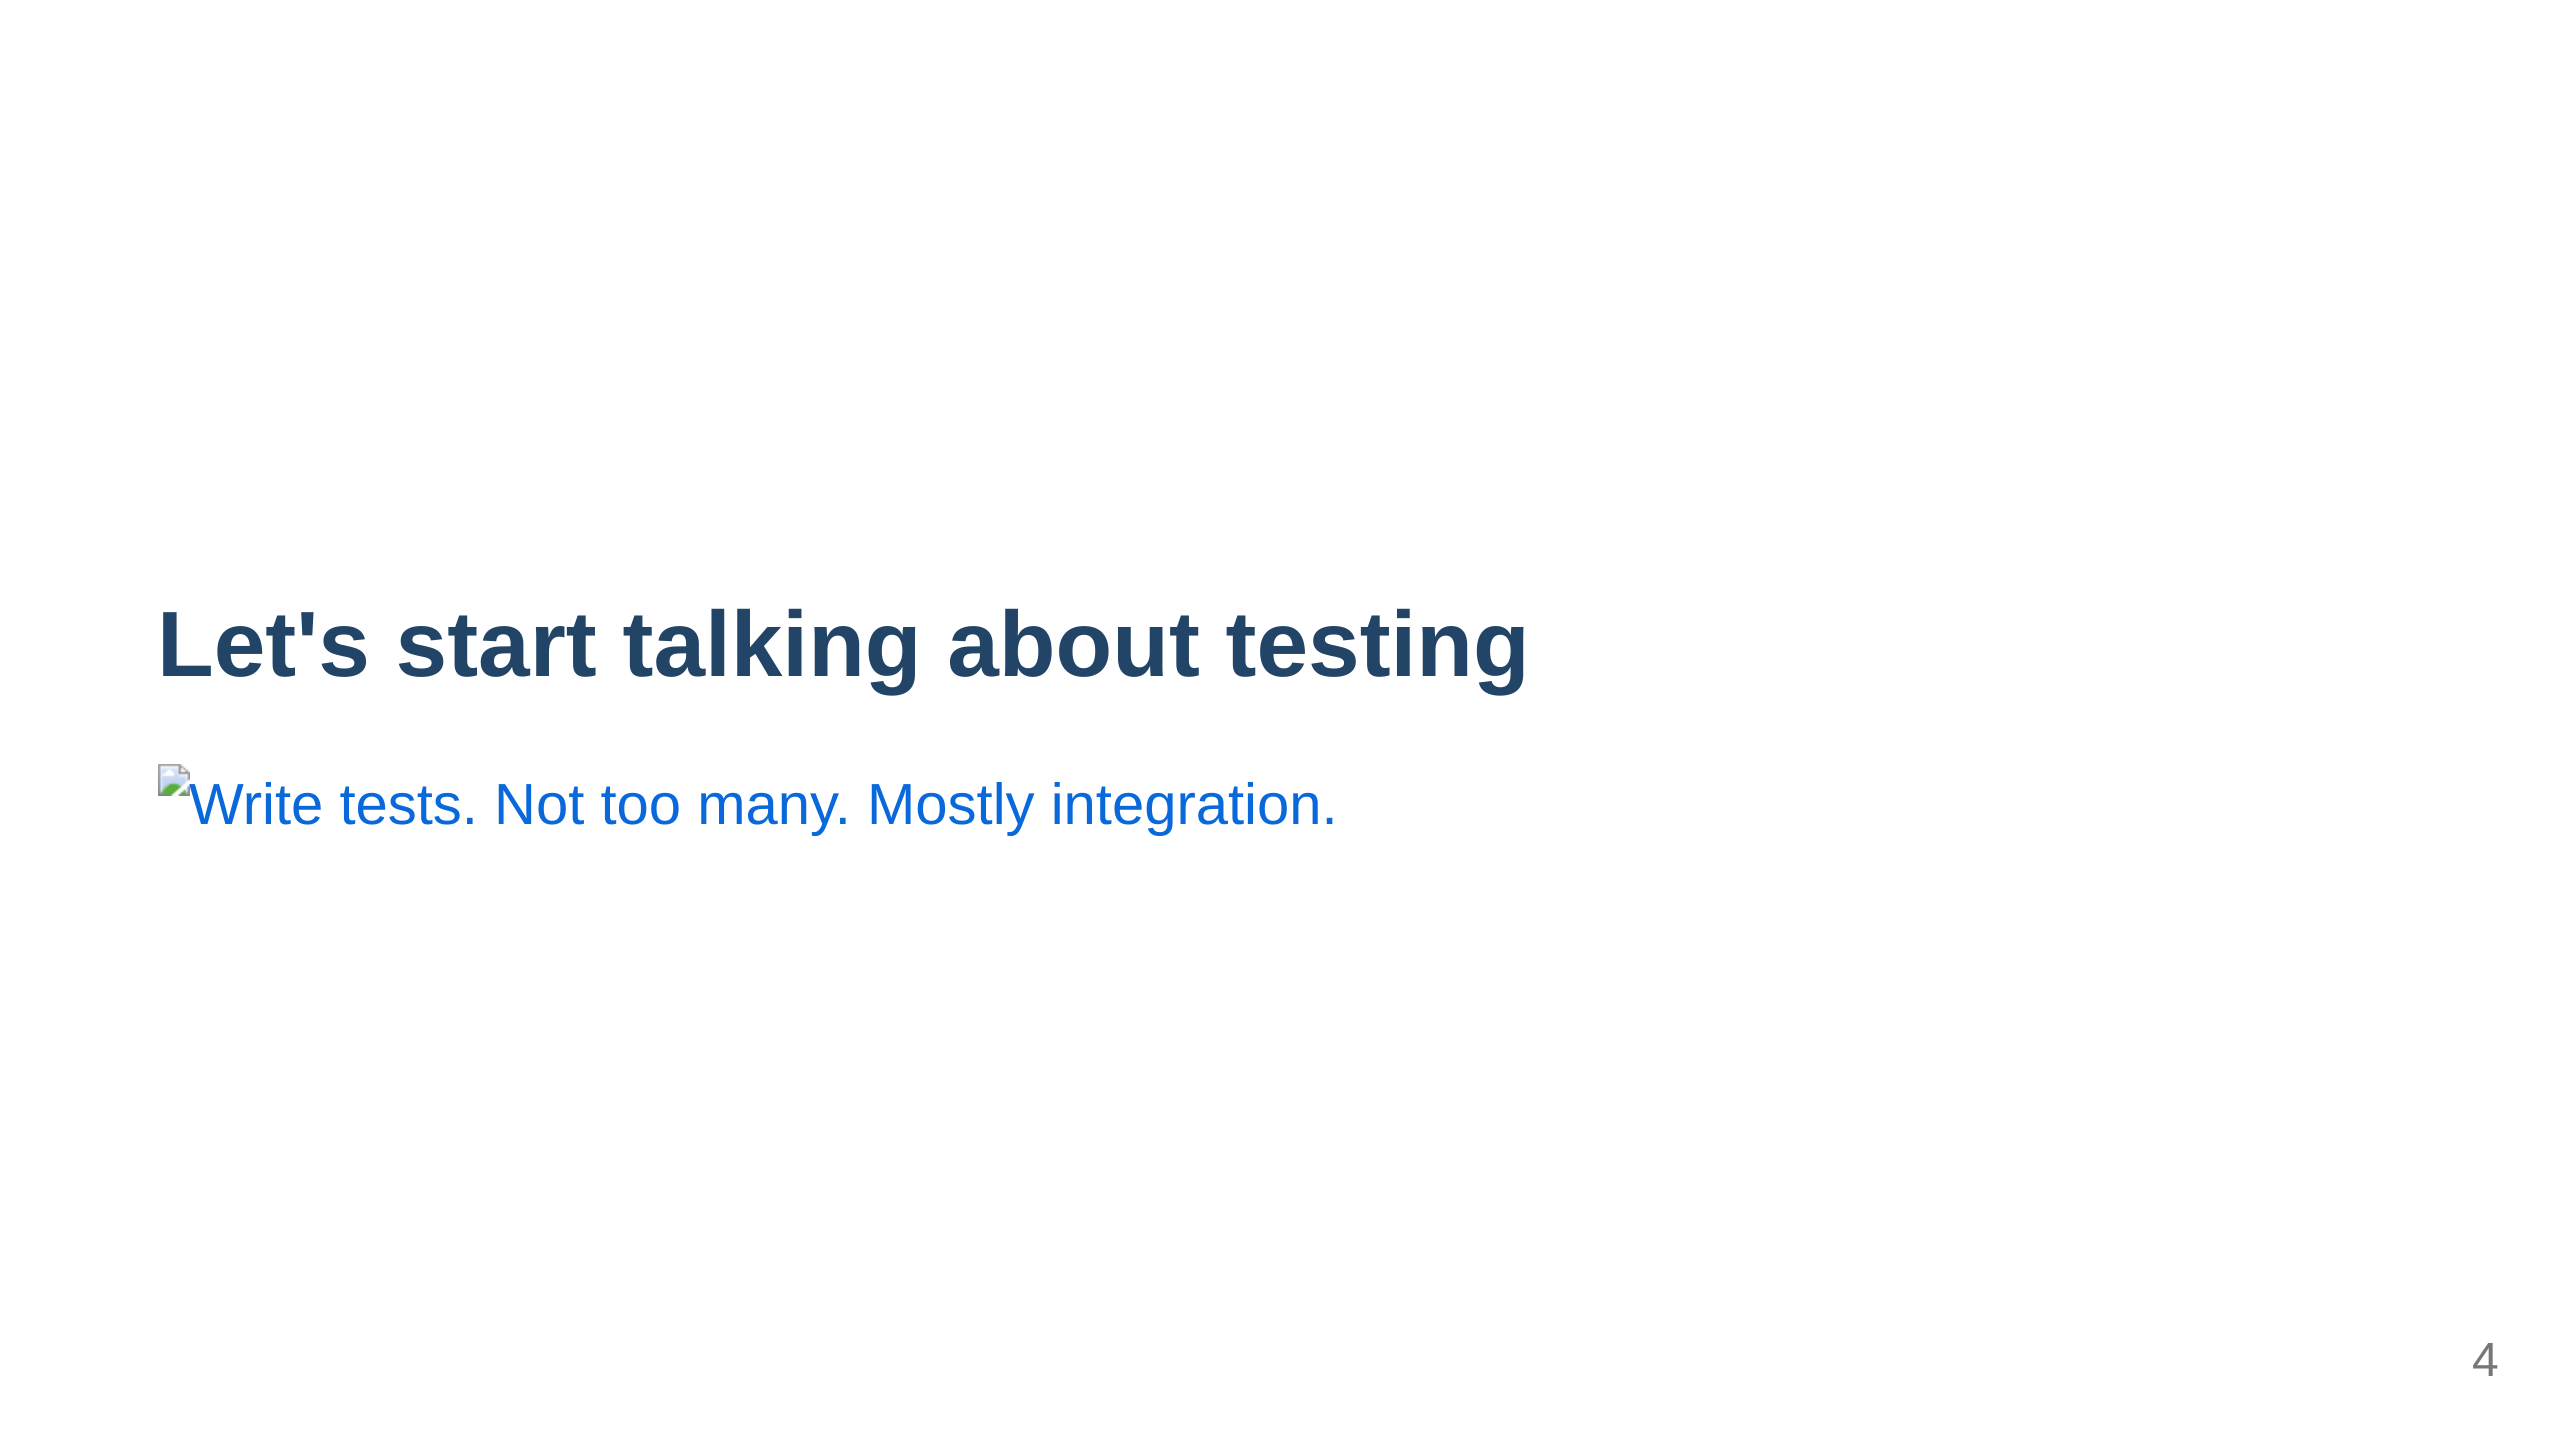 Let's start talking about testing
Write tests. Not too many. Mostly integration.
4